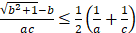 (√(b²+1) - b)/(ac) ≤ 1/2 (1/a + 1/c)